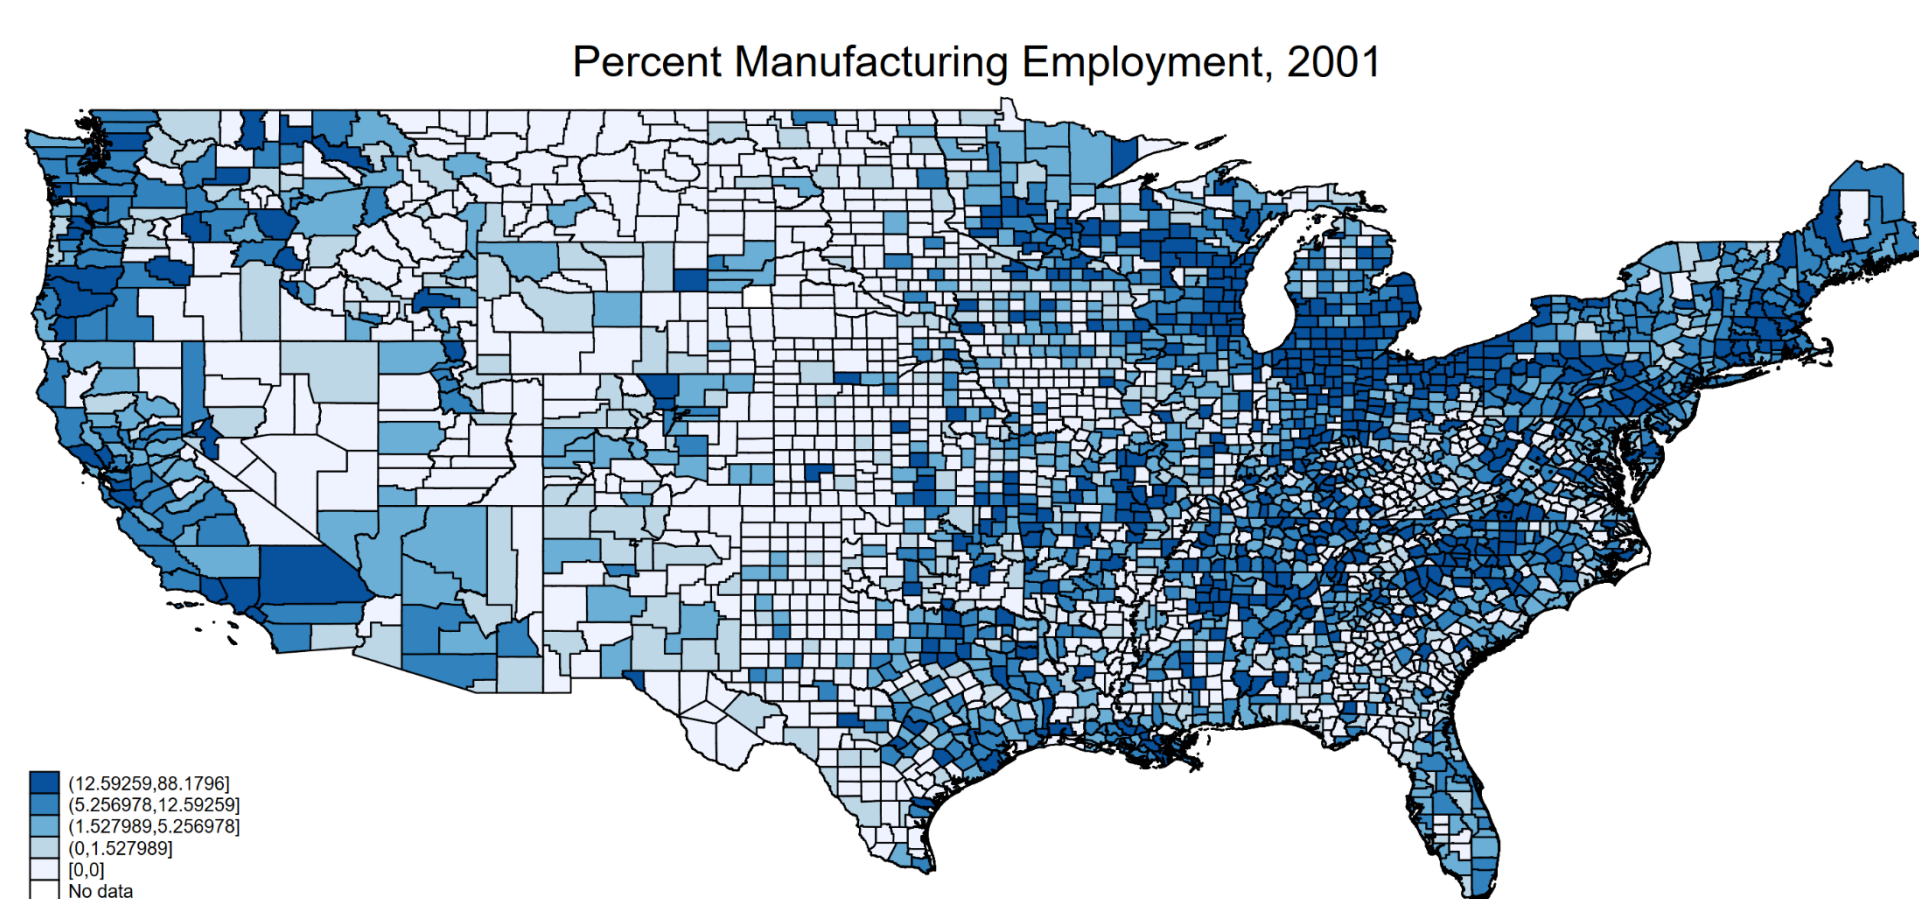 Percent Manufacturing Employment, 2001
(12.59259,88.1796]
(5.256978,12.59259]
(1.527989,5.256978]
(0,1.527989]
[0,0]
No data